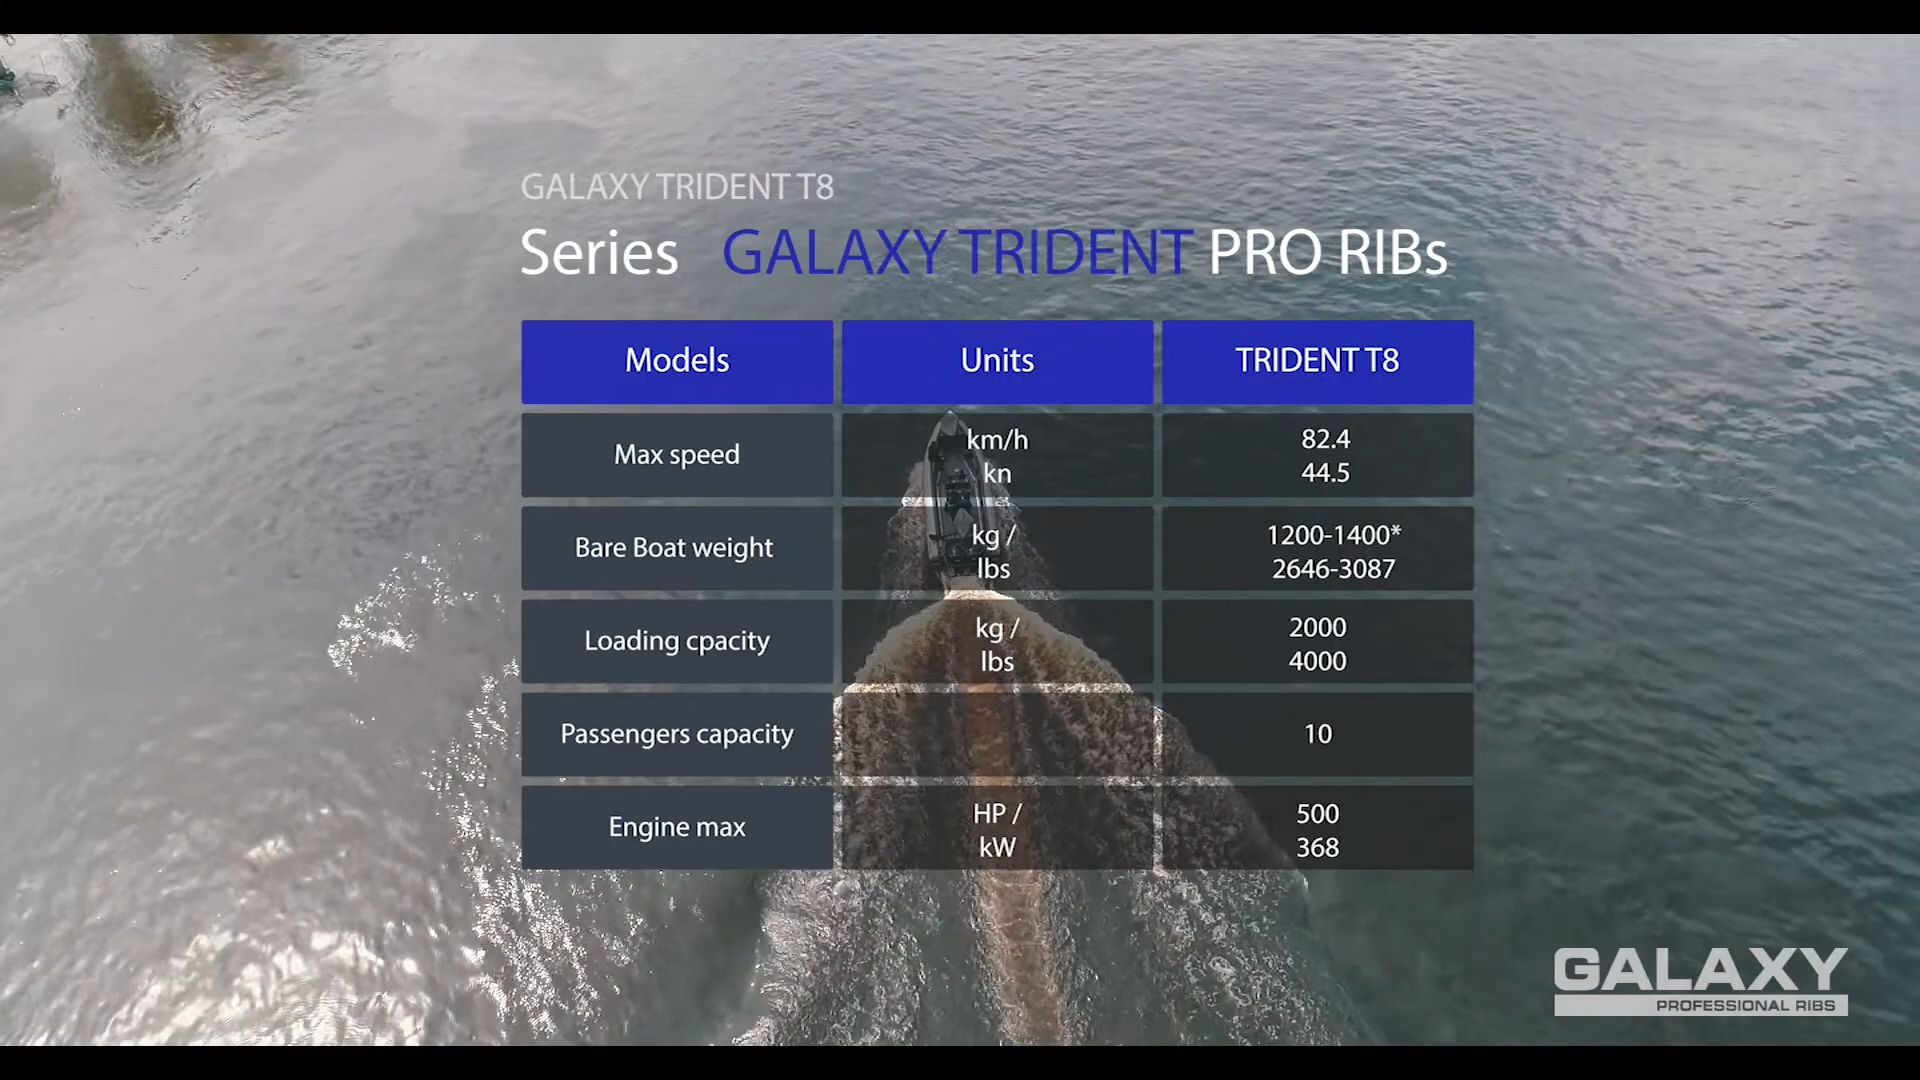 GALAXY TRIDENT T8
Series GALAXY TRIDENT PRO RIBs
Models Units TRIDENT T8
Max speed km/h kn 82.4 44.5
Bare Boat weight kg / lbs 1200-1400* 2646-3087
Loading cpacity kg / lbs 2000 4000
Passengers capacity 10
Engine max HP / kW 500 368
GALAXY
PROFESSIONAL RIBS